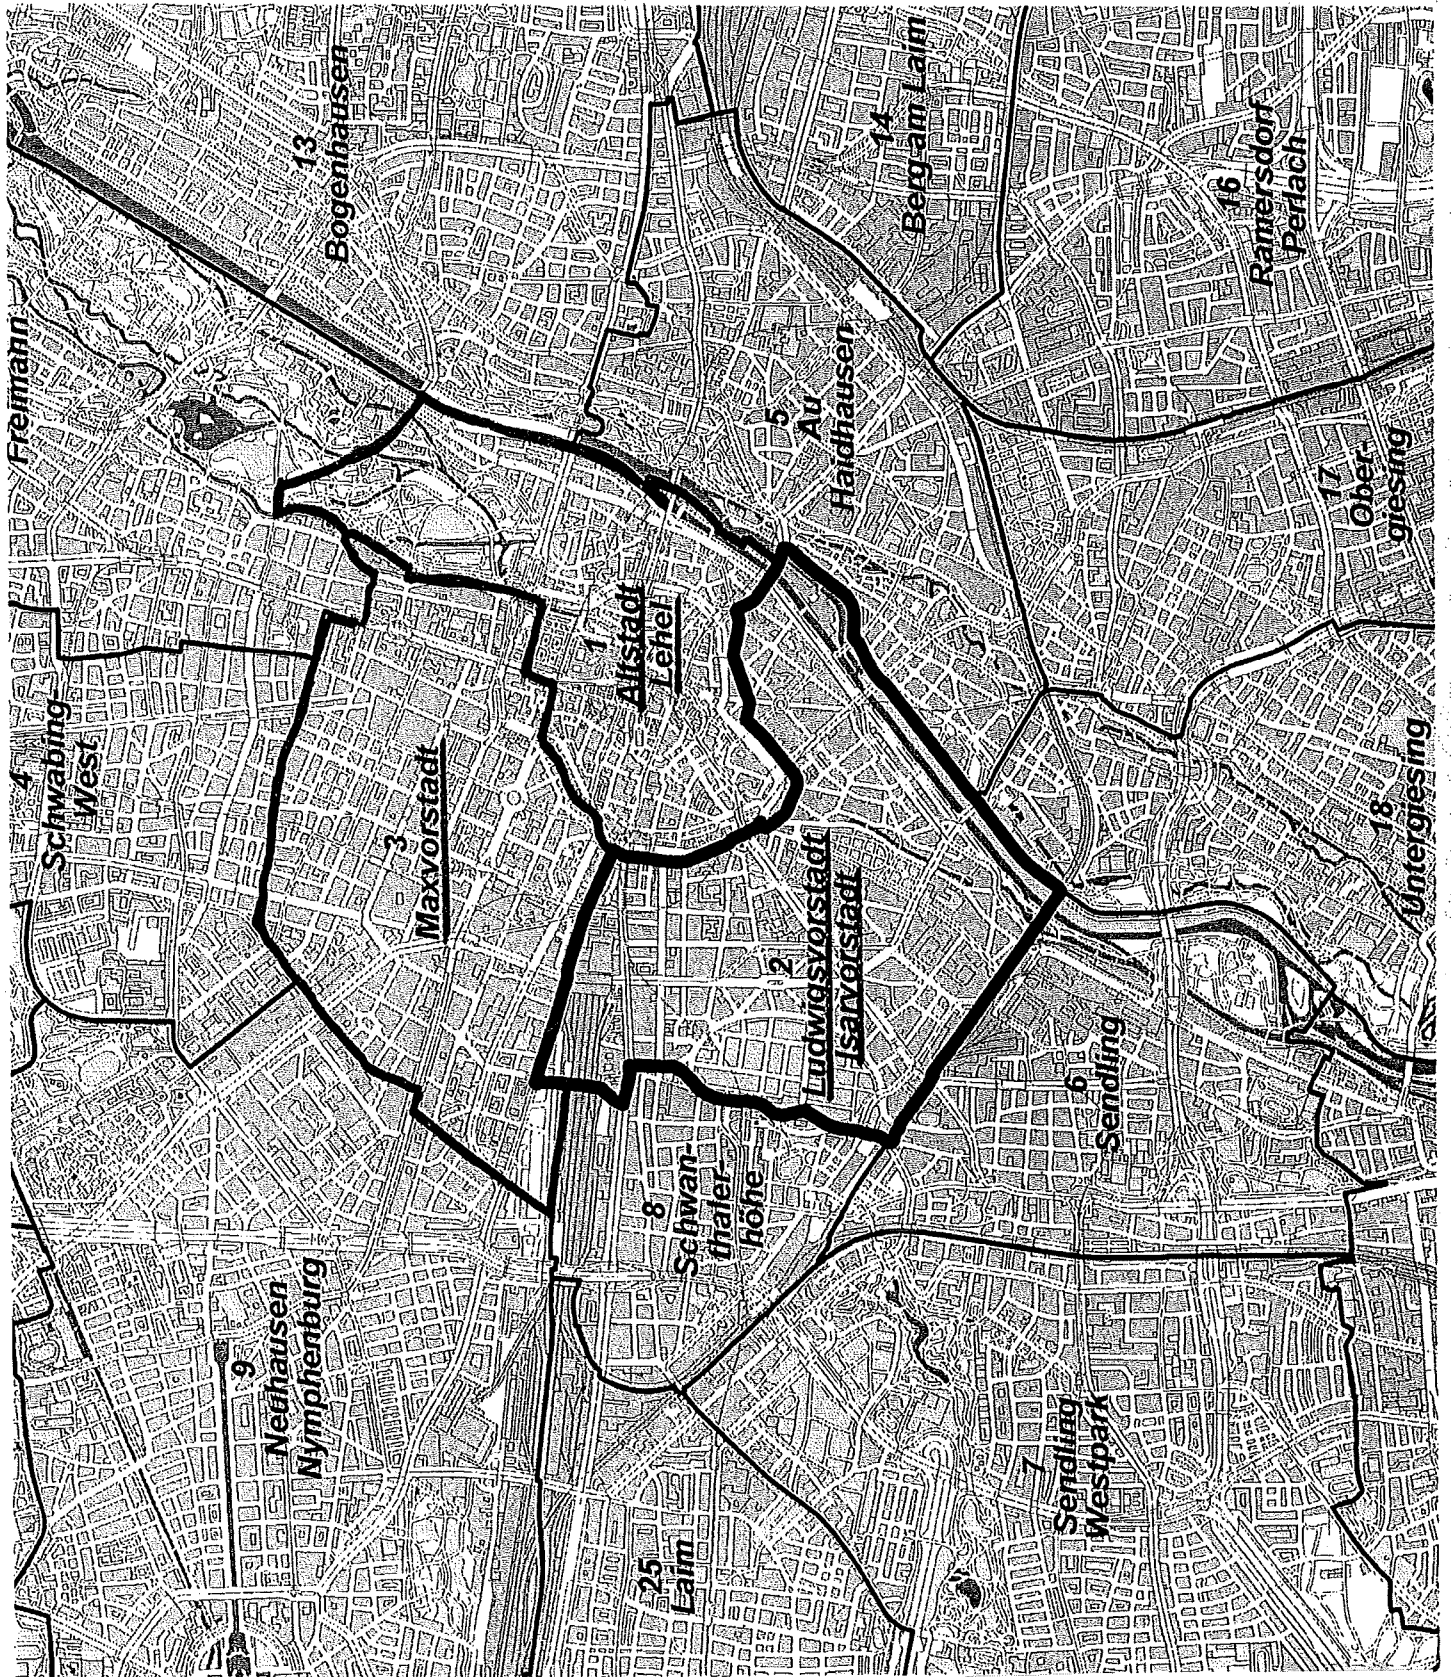 Freimann
4
Schwabing-
West
13
Bogenhausen
9
Neuhausen
Nymphenburg
3
Maxvorstadt
1
Altstadt
Lehel
5
Au
Haidhausen
14
Berg am Laim
25
Laim
8
Schwan-
thaler-
höhe
2
Ludwigsvorstadt
Isarvorstadt
16
Ramersdorf
Perlach
7
Sendling
Westpark
6
Sendling
18
Untergiesing
17
Ober-
giesing